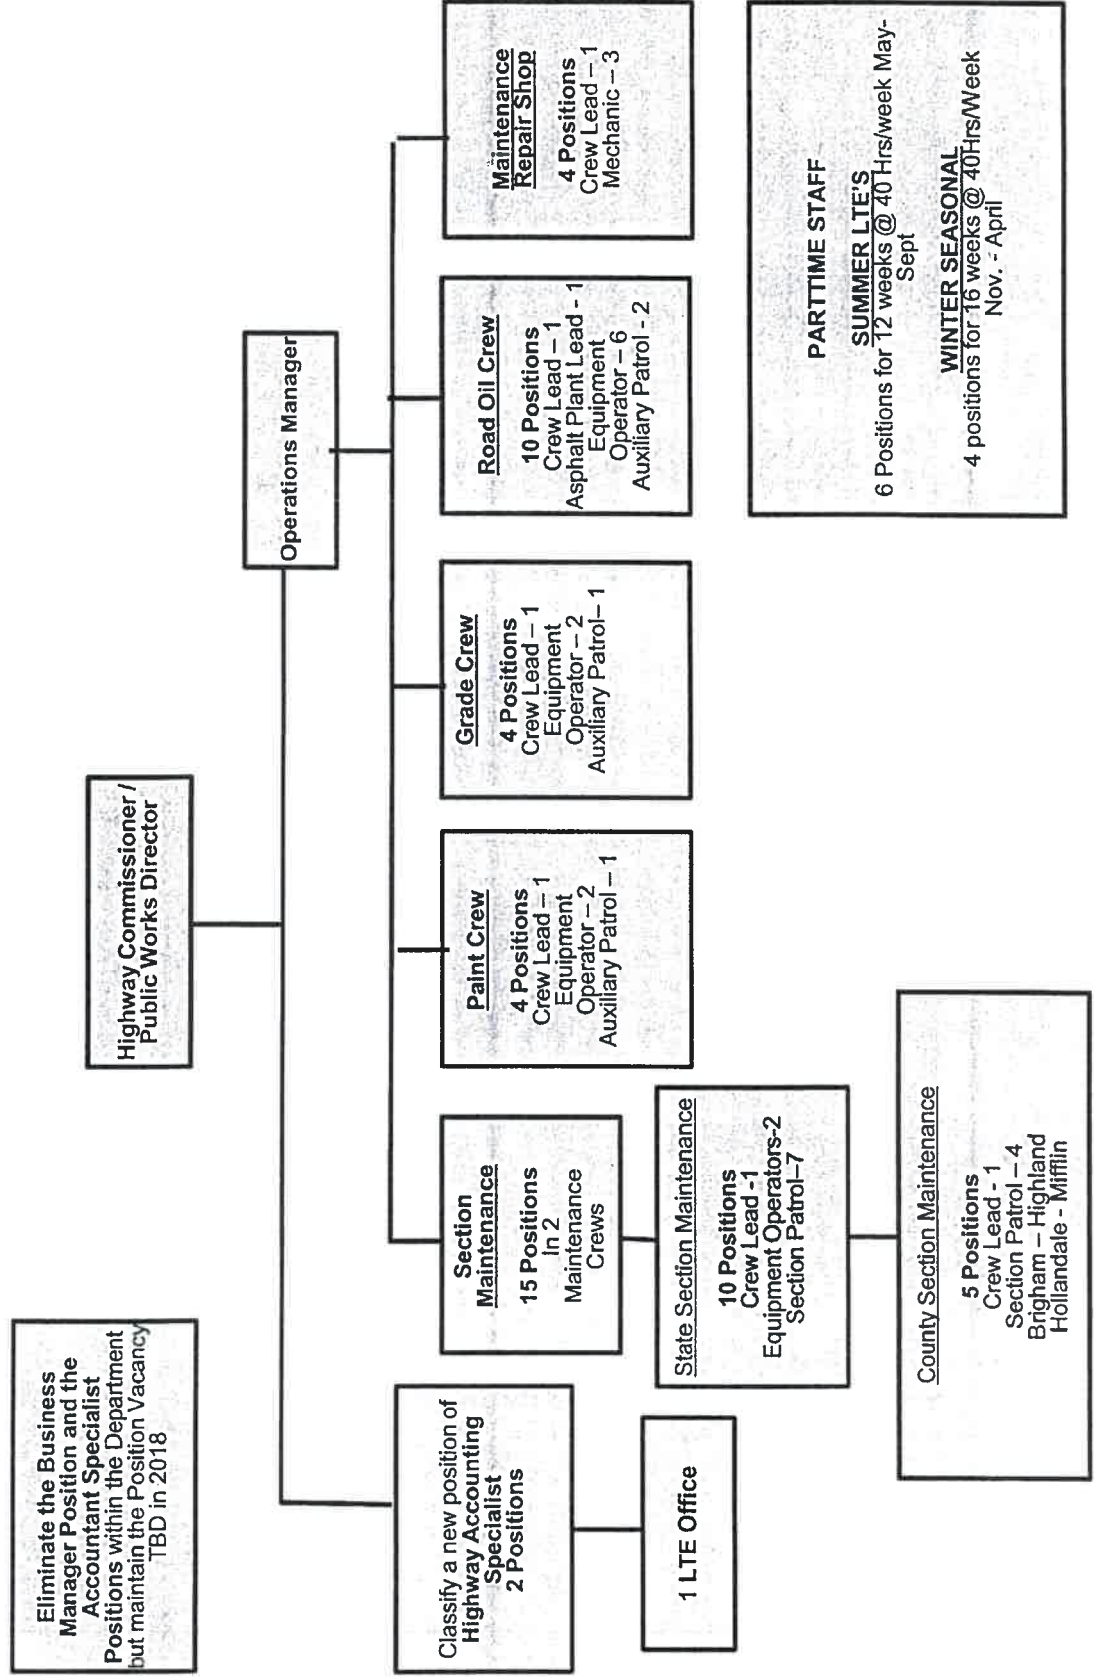 Eliminate the Business
Manager Position and the
Accountant Specialist
Positions within the Department
but maintain the Position Vacancy
TBD in 2018
Highway Commissioner /
Public Works Director
Operations Manager
Classify a new position of
Highway Accounting
Specialist
2 Positions
1 LTE Office
Section
Maintenance
15 Positions
In 2
Maintenance
Crews
State Section Maintenance
10 Positions
Crew Lead -1
Equipment Operators-2
Section Patrol–7
County Section Maintenance
5 Positions
Crew Lead - 1
Section Patrol – 4
Brigham – Highland
Hollandale - Mifflin
Paint Crew
4 Positions
Crew Lead – 1
Equipment
Operator – 2
Auxiliary Patrol – 1
Grade Crew
4 Positions
Crew Lead – 1
Equipment
Operator – 2
Auxiliary Patrol– 1
Road Oil Crew
10 Positions
Crew Lead – 1
Asphalt Plant Lead - 1
Equipment
Operator – 6
Auxiliary Patrol - 2
Maintenance
Repair Shop
4 Positions
Crew Lead – 1
Mechanic – 3
PARTTIME STAFF
SUMMER LTE'S
6 Positions for 12 weeks @ 40 Hrs/week May-
Sept
WINTER SEASONAL
4 positions for 16 weeks @ 40Hrs/Week
Nov. - April